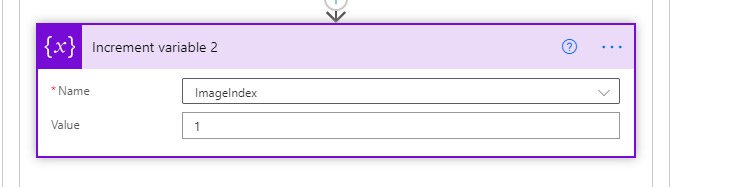 {x} Increment variable 2 ? ...
* Name ImageIndex
Value 1